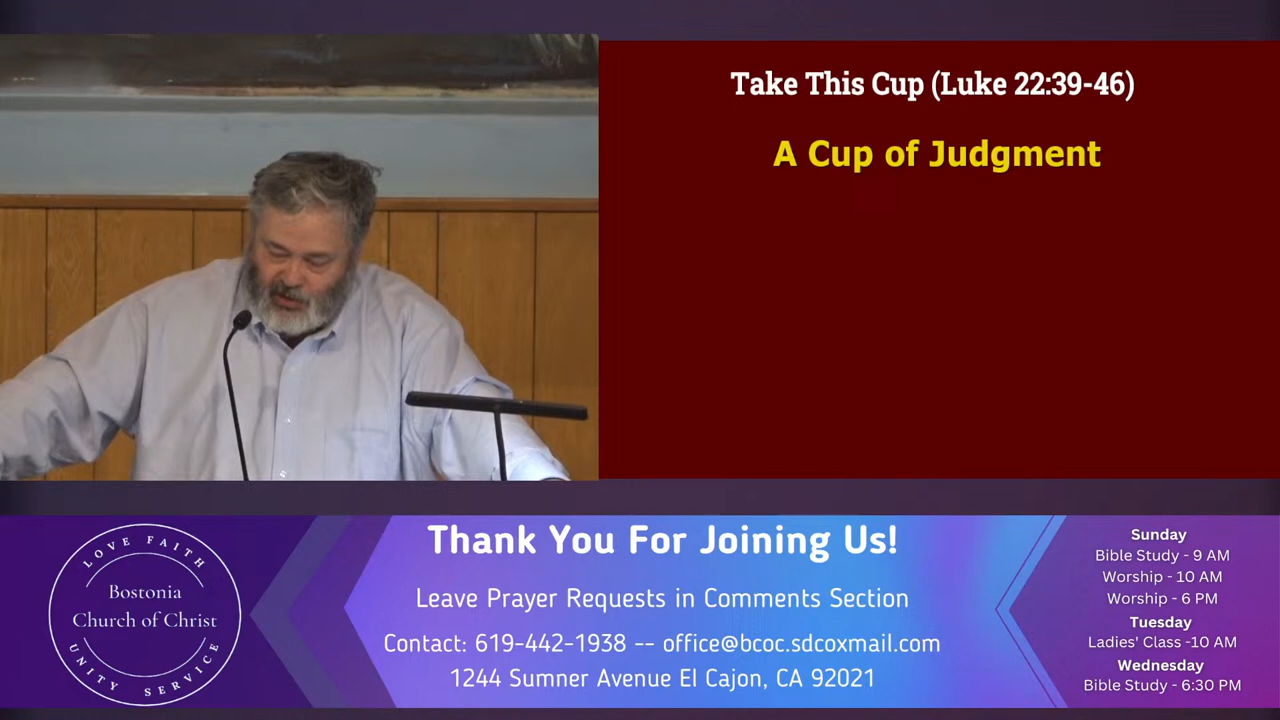 Take This Cup (Luke 22:39-46)
A Cup of Judgment
LOVE FAITH
Bostonia
Church of Christ
UNITY SERVICE
Thank You For Joining Us!
Leave Prayer Requests in Comments Section
Contact: 619-442-1938 -- office@bcoc.sdcoxmail.com
1244 Sumner Avenue El Cajon, CA 92021
Sunday
Bible Study - 9 AM
Worship - 10 AM
Worship - 6 PM
Tuesday
Ladies' Class -10 AM
Wednesday
Bible Study - 6:30 PM